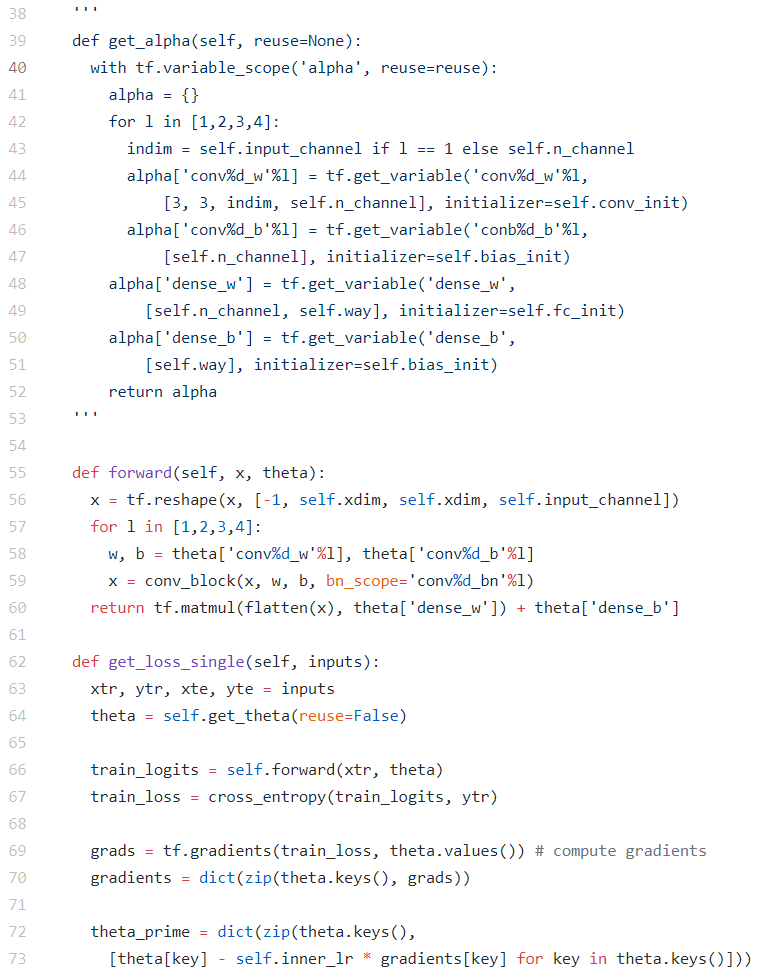 38 '''
39 def get_alpha(self, reuse=None):
40 with tf.variable_scope('alpha', reuse=reuse):
41 alpha = {}
42 for l in [1,2,3,4]:
43 indim = self.input_channel if l == 1 else self.n_channel
44 alpha['conv%d_w'%l] = tf.get_variable('conv%d_w'%l,
45 [3, 3, indim, self.n_channel], initializer=self.conv_init)
46 alpha['conv%d_b'%l] = tf.get_variable('conb%d_b'%l,
47 [self.n_channel], initializer=self.bias_init)
48 alpha['dense_w'] = tf.get_variable('dense_w',
49 [self.n_channel, self.way], initializer=self.fc_init)
50 alpha['dense_b'] = tf.get_variable('dense_b',
51 [self.way], initializer=self.bias_init)
52 return alpha
53 '''
54
55 def forward(self, x, theta):
56 x = tf.reshape(x, [-1, self.xdim, self.xdim, self.input_channel])
57 for l in [1,2,3,4]:
58 w, b = theta['conv%d_w'%l], theta['conv%d_b'%l]
59 x = conv_block(x, w, b, bn_scope='conv%d_bn'%l)
60 return tf.matmul(flatten(x), theta['dense_w']) + theta['dense_b']
61
62 def get_loss_single(self, inputs):
63 xtr, ytr, xte, yte = inputs
64 theta = self.get_theta(reuse=False)
65
66 train_logits = self.forward(xtr, theta)
67 train_loss = cross_entropy(train_logits, ytr)
68
69 grads = tf.gradients(train_loss, theta.values()) # compute gradients
70 gradients = dict(zip(theta.keys(), grads))
71
72 theta_prime = dict(zip(theta.keys(),
73 [theta[key] - self.inner_lr * gradients[key] for key in theta.keys()]))